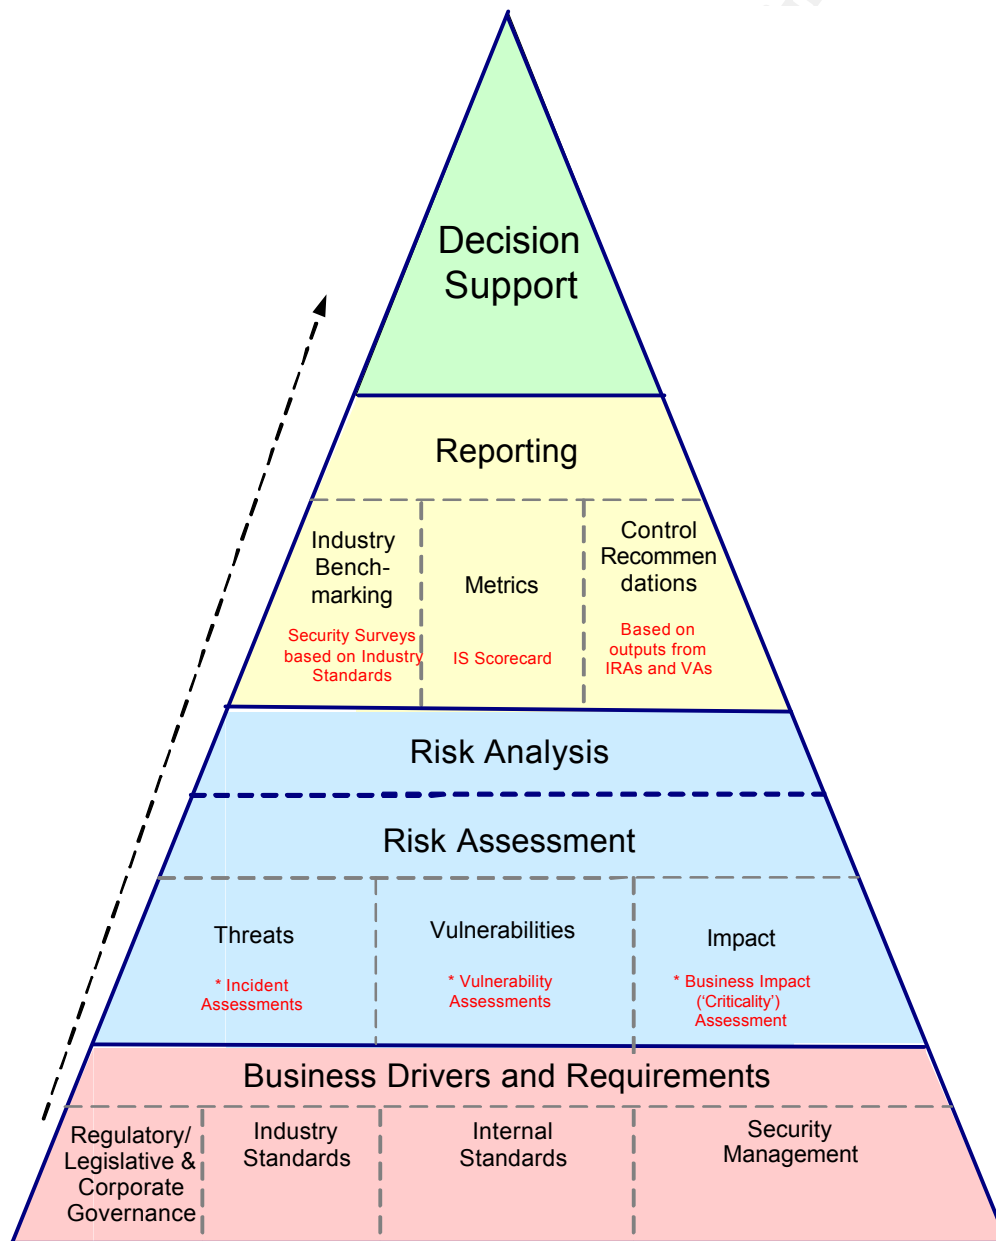 Decision
Support
Reporting
Industry
Bench-
marking
Security Surveys
based on Industry
Standards
Metrics
IS Scorecard
Control
Recommen
dations
Based on
outputs from
IRAs and VAs
Risk Analysis
Risk Assessment
Threats
* Incident
Assessments
Vulnerabilities
* Vulnerability
Assessments
Impact
* Business Impact
(‘Criticality’)
Assessment
Business Drivers and Requirements
Regulatory/
Legislative &
Corporate
Governance
Industry
Standards
Internal
Standards
Security
Management